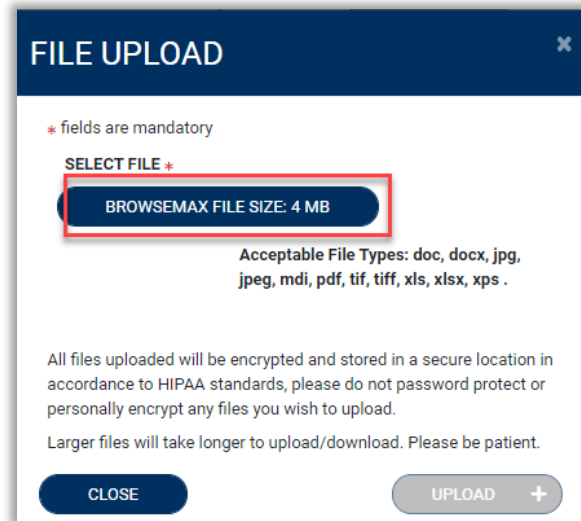 FILE UPLOAD ×
* fields are mandatory
SELECT FILE *
BROWSEMAX FILE SIZE: 4 MB
Acceptable File Types: doc, docx, jpg,
jpeg, mdi, pdf, tif, tiff, xls, xlsx, xps .
All files uploaded will be encrypted and stored in a secure location in
accordance to HIPAA standards, please do not password protect or
personally encrypt any files you wish to upload.
Larger files will take longer to upload/download. Please be patient.
CLOSE
UPLOAD +